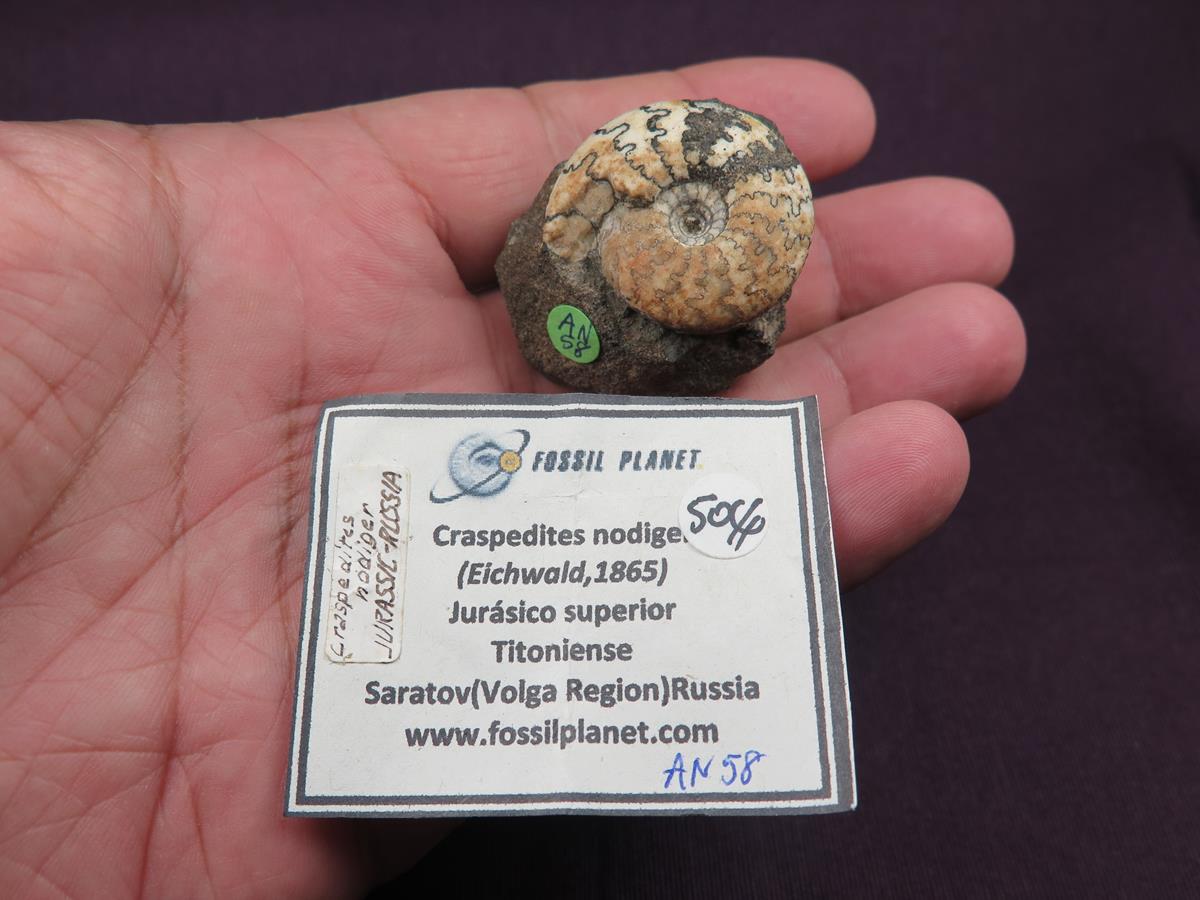 AN
58
FOSSIL PLANET
Craspedites nodige
(Eichwald,1865)
Jurásico superior
Titoniense
Saratov(Volga Region)Russia
www.fossilplanet.com
AN 58
Craspedites
nodiger
JURASSIC-RUSSIA